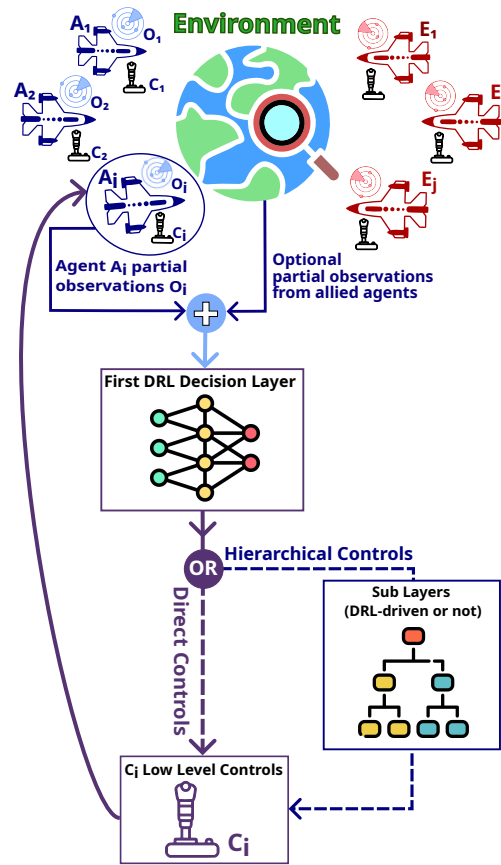 Environment
A₁
O₁
C₁
A₂
O₂
C₂
Aᵢ
Oᵢ
Cᵢ
E₁
E
Eⱼ
Agent Aᵢ partial
observations Oᵢ
Optional
partial observations
from allied agents
First DRL Decision Layer
OR
Hierarchical Controls
Direct Controls
Sub Layers
(DRL-driven or not)
Cᵢ Low Level Controls
Cᵢ